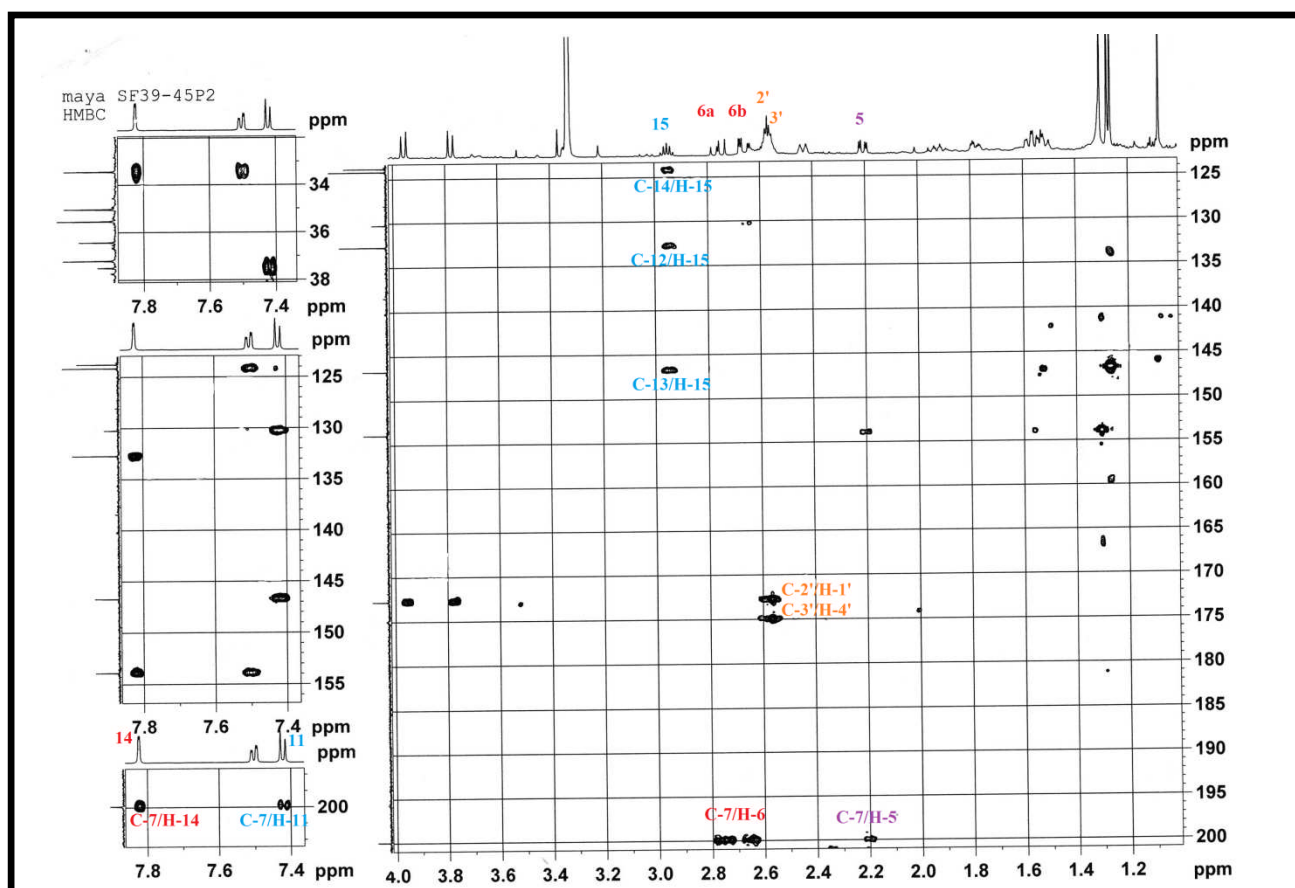 maya SF39-45P2
HMBC
ppm
34
36
38
7.8 7.6 7.4
ppm
ppm
125
130
135
140
145
150
155
7.8 7.6 7.4
ppm
14
11
ppm
200
C-7/H-14
C-7/H-11
7.8 7.6 7.4
ppm
15
6a
6b
2'
3'
5
ppm
C-14/H-15
C-12/H-15
C-13/H-15
C-2'/H-1'
C-3'/H-4'
C-7/H-6
C-7/H-5
125
130
135
140
145
150
155
160
165
170
175
180
185
190
195
200
4.0 3.8 3.6 3.4 3.2 3.0 2.8 2.6 2.4 2.2 2.0 1.8 1.6 1.4 1.2 ppm